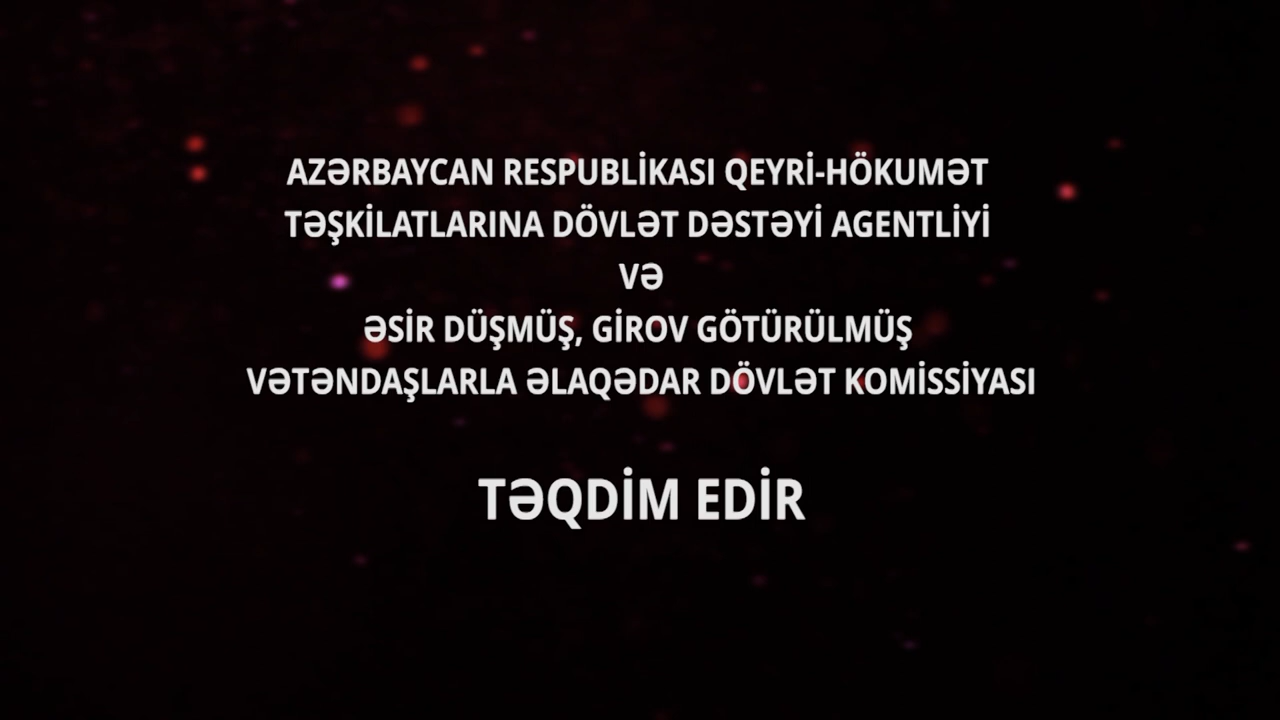 AZƏRBAYCAN RESPUBLİKASI QEYRİ-HÖKUMƏT
TƏŞKİLATLARINA DÖVLƏT DƏSTƏYİ AGENTLİYİ
VƏ
ƏSİR DÜŞMÜŞ, GİROV GÖTÜRÜLMÜŞ
VƏTƏNDAŞLARLA ƏLAQƏDAR DÖVLƏT KOMİSSİYASI
TƏQDİM EDİR